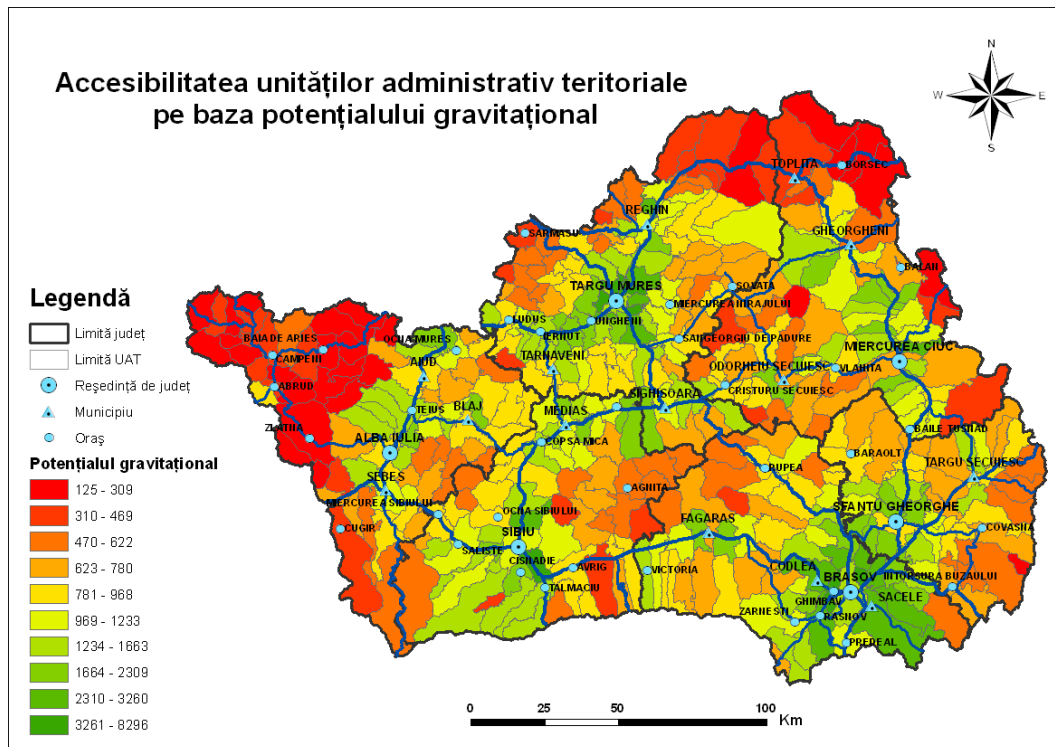 Accesibilitatea unităților administrativ teritoriale
pe baza potențialului gravitațional
N
W
E
S
TOPLITA
BORSEC
REGHIN
SARMASU
GHEORGHENI
BALAN
TARGU MURES
SOVATA
MIERCUREA NIRAJULUI
LUDUS
UNGHENI
IERNUT
SANGEORGIU DE PADURE
TARNAVENI
MIERCUREA CIUC
ODORHEIU SECUIESC
VLAHITA
CRISTURU SECUIESC
SIGHISOARA
BAIA DE ARIES
CAMPENI
OCNA MURES
AIUD
ABRUD
TEIUS
BLAJ
MEDIAS
ZLATNA
ALBA IULIA
COPSA MICA
BAILE TUSNAD
BARAOLT
TARGU SECUIESC
RUPEA
SEBES
MIERCUREA SIBIULUI
AGNITA
CUGIR
OCNA SIBIULUI
SIBIU
FAGARAS
SFANTU GHEORGHE
COVASNA
SALISTE
CISNADIE
AVRIG
VICTORIA
TALMACIU
CODLEA
BRASOV
INTORSURA BUZAULUI
GHIMBAV
SACELE
ZARNESTI
RASNOV
PREDEAL
Legendă
Limită județ
Limită UAT
Reședință de județ
Municipiu
Oraș
Potențialul gravitațional
125 - 309
310 - 469
470 - 622
623 - 780
781 - 968
969 - 1233
1234 - 1663
1664 - 2309
2310 - 3260
3261 - 8296
0 25 50 100
Km